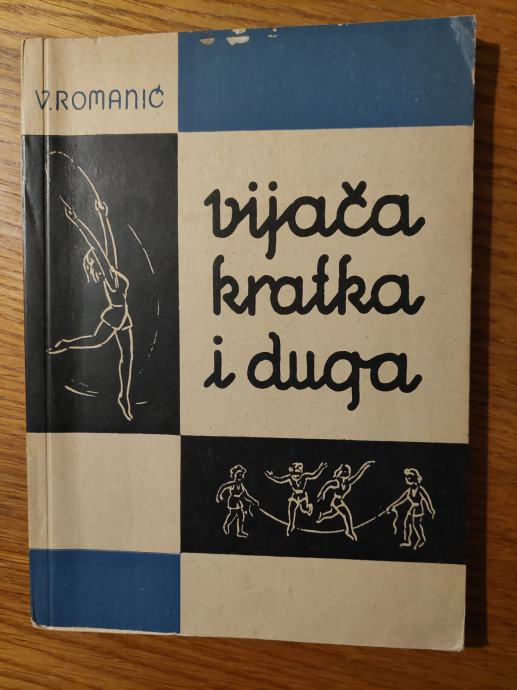 V. ROMANIĆ
vijača
kratka
i duga